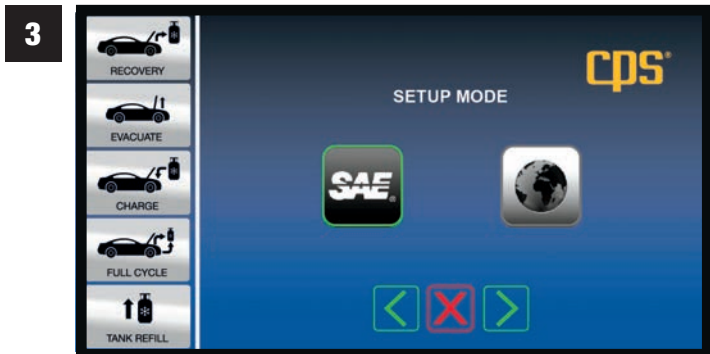 3
RECOVERY
EVACUATE
CHARGE
FULL CYCLE
TANK REFILL
cps®
SETUP MODE
SAE®